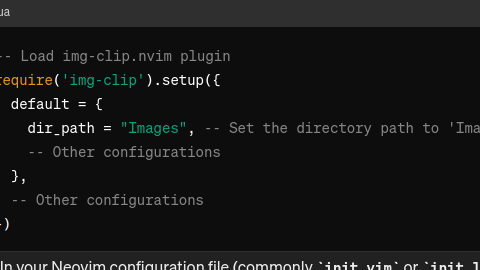 -- Load img-clip.nvim plugin
require('img-clip').setup({
default = {
dir_path = "Images", -- Set the directory path to 'Ima
-- Other configurations
},
-- Other configurations
})
In your Neovim configuration file (commonly `init.vim` or `init.l